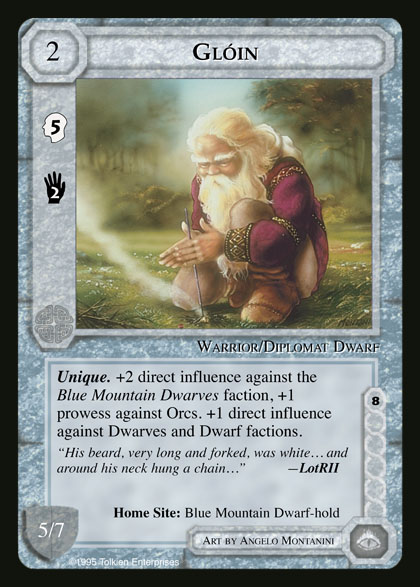 2
GLÓIN
5
2
WARRIOR/DIPLOMAT DWARF
Unique. +2 direct influence against the
Blue Mountain Dwarves faction, +1
prowess against Orcs. +1 direct influence
against Dwarves and Dwarf factions.
“His beard, very long and forked, was white… and
around his neck hung a chain…” —LotRII
8
Home Site: Blue Mountain Dwarf-hold
5/7
ART BY ANGELO MONTANINI
©1995 Tolkien Enterprises